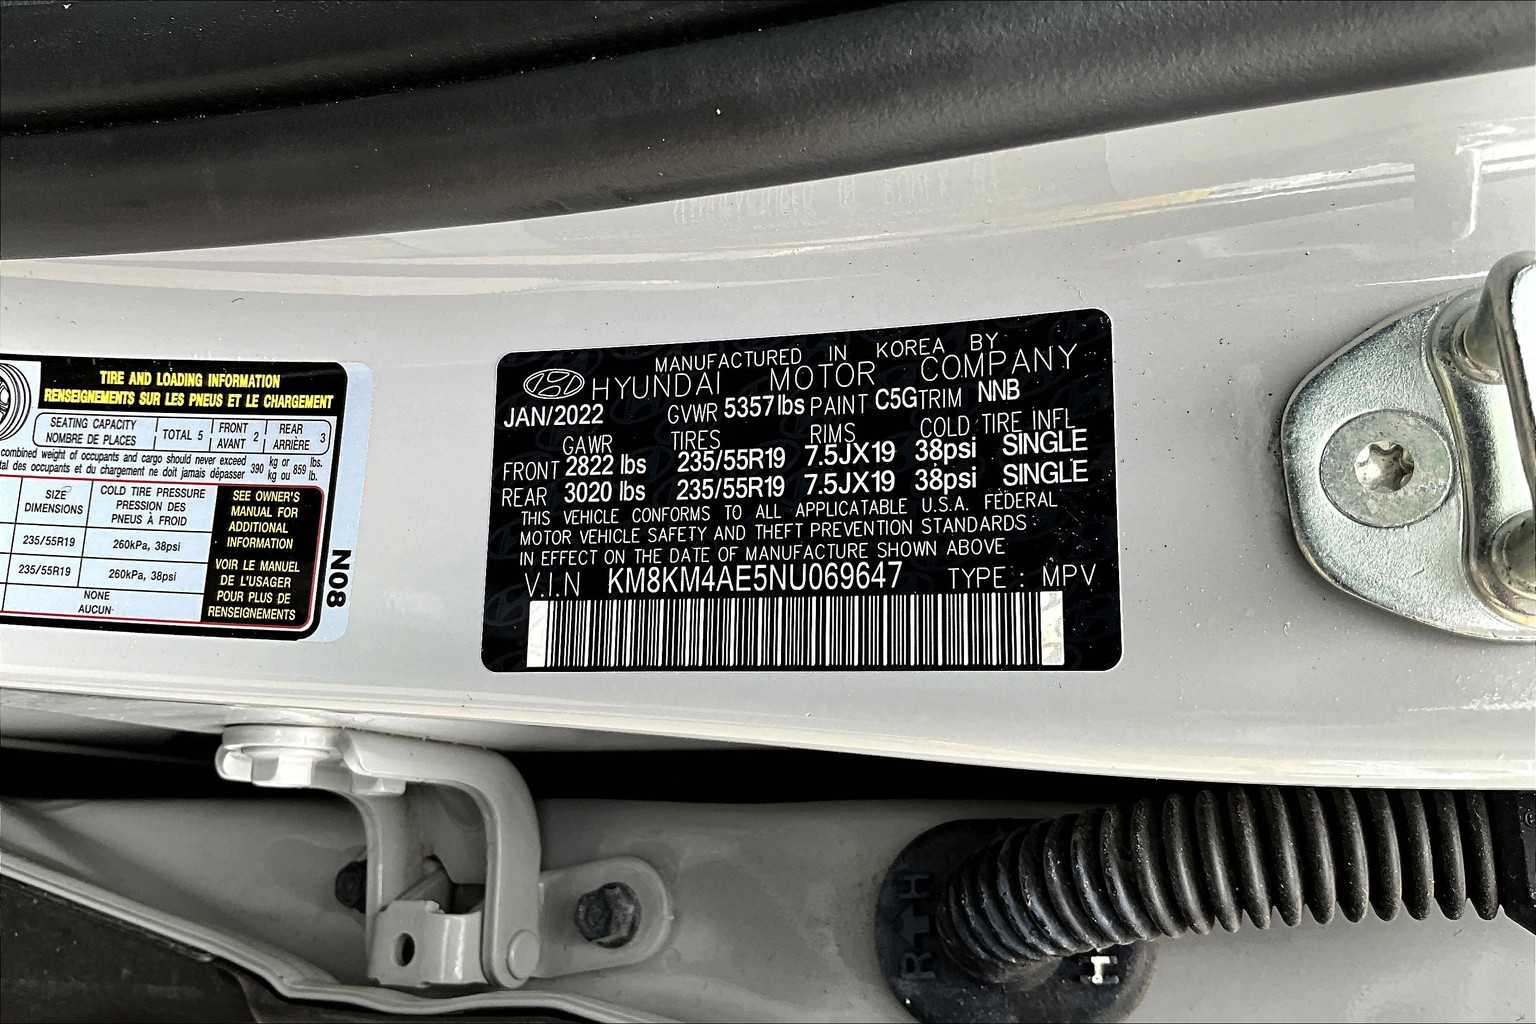 TIRE AND LOADING INFORMATION
RENSEIGNEMENTS SUR LES PNEUS ET LE CHARGEMENT
SEATING CAPACITY
NOMBRE DE PLACES
TOTAL 5
FRONT
AVANT 2
REAR
ARRIÈRE 3
combined weight of occupants and cargo should never exceed 390 kg or 859 lbs.
tal des occupants et du chargement ne doit jamais dépasser kg ou lb.
SIZE
DIMENSIONS
COLD TIRE PRESSURE
PRESSION DES
PNEUS À FROID
235/55R19 260kPa, 38psi
235/55R19 260kPa, 38psi
NONE
AUCUN
SEE OWNER'S
MANUAL FOR
ADDITIONAL
INFORMATION
VOIR LE MANUEL
DE L'USAGER
POUR PLUS DE
RENSEIGNEMENTS
N08
MANUFACTURED IN KOREA BY
HYUNDAI MOTOR COMPANY
JAN/2022 GVWR 5357 lbs PAINT C5G TRIM NNB
GAWR TIRES RIMS COLD TIRE INFL
FRONT 2822 lbs 235/55R19 7.5JX19 38psi SINGLE
REAR 3020 lbs 235/55R19 7.5JX19 38psi SINGLE
THIS VEHICLE CONFORMS TO ALL APPLICATABLE U.S.A. FEDERAL
MOTOR VEHICLE SAFETY AND THEFT PREVENTION STANDARDS
IN EFFECT ON THE DATE OF MANUFACTURE SHOWN ABOVE
V.I.N KM8KM4AE5NU069647 TYPE : MPV
RH